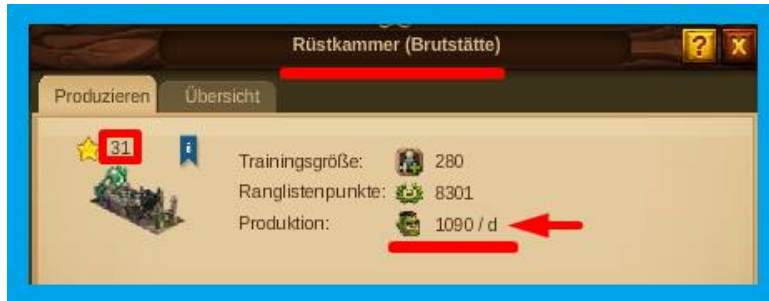 Rüstkammer (Brutstätte)
? X
Produzieren Übersicht
31 i
Trainingsgröße: 280
Ranglistenpunkte: 8301
Produktion: 1090 / d